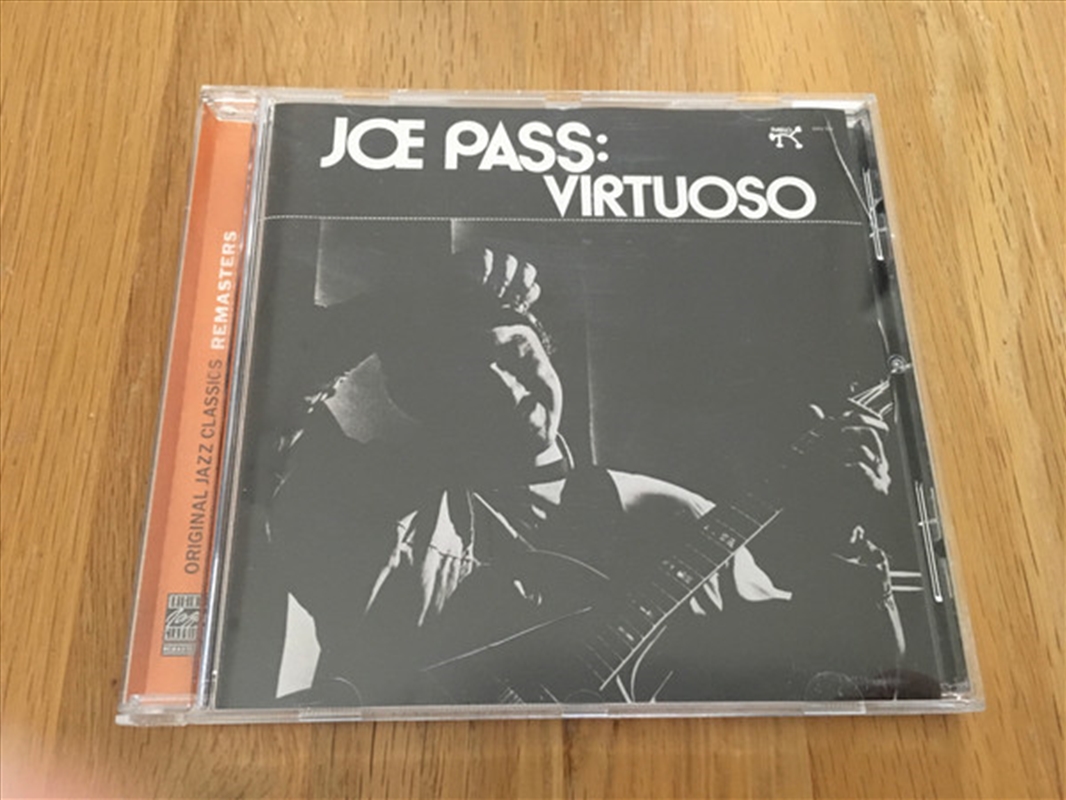 JOE PASS:
VIRTUOSO
ORIGINAL JAZZ CLASSICS REMASTERS